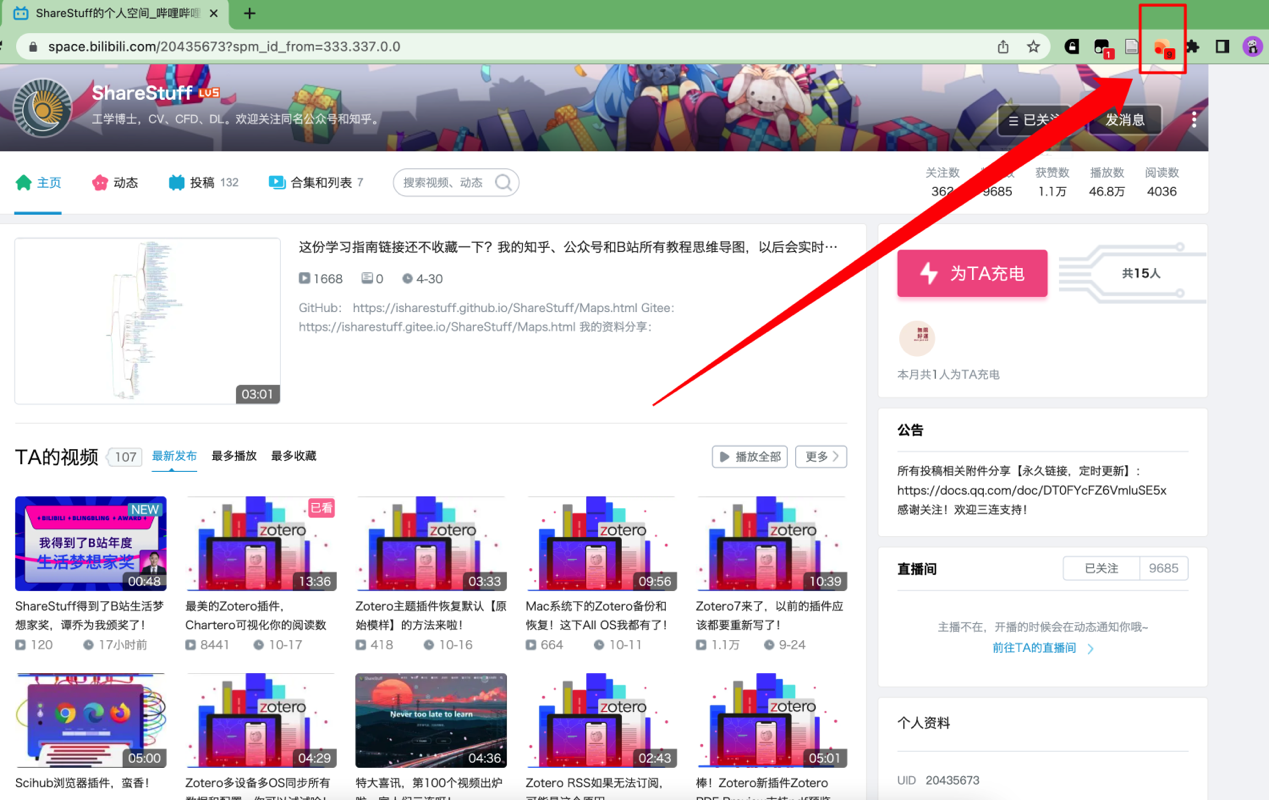 ShareStuff的个人空间_哔哩哔哩
space.bilibili.com/20435673?spm_id_from=333.337.0.0
1
9
ShareStuff LV5
工学博士，CV、CFD、DL。欢迎关注同名公众号和知乎。
已关注
发消息
主页
动态
投稿 132
合集和列表 7
搜索视频、动态
关注数
获赞数
播放数
阅读数
362
9685
1.1万
46.8万
4036
这份学习指南链接还不收藏一下？我的知乎、公众号和B站所有教程思维导图，以后会实时···
1668
0
4-30
GitHub： https://isharestuff.github.io/ShareStuff/Maps.html Gitee:
https://isharestuff.gitee.io/ShareStuff/Maps.html 我的资料分享:
03:01
为TA充电
共15人
本月共1人为TA充电
TA的视频 107
最新发布
最多播放
最多收藏
播放全部
更多
公告
所有投稿相关附件分享【永久链接，定时更新】:
https://docs.qq.com/doc/DT0FYcFZ6VmluSE5x
感谢关注！欢迎三连支持！
NEW
BILIBILI
AWARD
我得到了B站年度
生活梦想家奖
00:48
已看
zotero
13:36
zotero
03:33
zotero
09:56
zotero
10:39
ShareStuff得到了B站生活梦
想家奖，谭乔为我颁奖了！
120
17小时前
最美的Zotero插件，
Chartero可视化你的阅读数
8441
10-17
Zotero主题插件恢复默认【原
始模样】的方法来啦！
418
10-16
Mac系统下的Zotero备份和
恢复！这下All OS我都有了！
664
10-11
Zotero7来了，以前的插件应
该都要重新写了！
1.1万
9-24
直播间
已关注
9685
主播不在，开播的时候会在动态通知你哦~
前往TA的直播间
05:00
zotero
04:29
Never too late to learn
04:36
zotero
02:43
zotero
05:01
Scihub浏览器插件，蛮香！
Zotero多设备多OS同步所有
特大喜讯，第100个视频出炉
Zotero RSS如果无法订阅，
棒！Zotero新插件Zotero
个人资料
UID 20435673